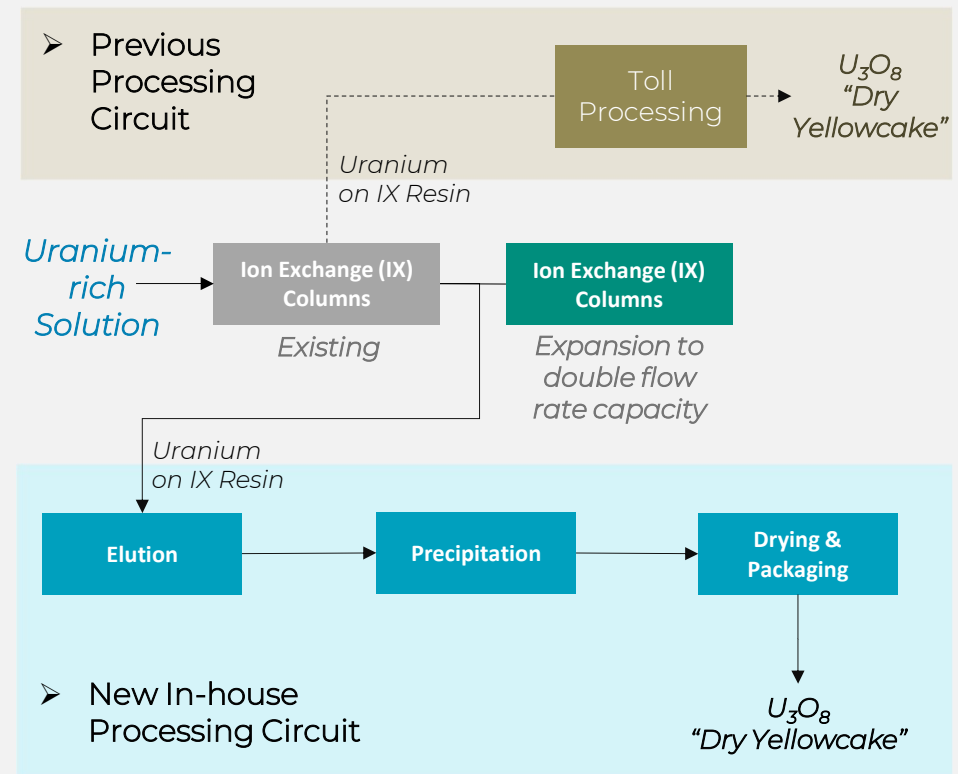 ➢ Previous
Processing
Circuit
Toll
Processing
U₃O₈
“Dry
Yellowcake”
Uranium
on IX Resin
Uranium-
rich
Solution
Ion Exchange (IX)
Columns
Existing
Ion Exchange (IX)
Columns
Expansion to
double flow
rate capacity
Uranium
on IX Resin
Elution
Precipitation
Drying &
Packaging
➢ New In-house
Processing Circuit
U₃O₈
“Dry Yellowcake”